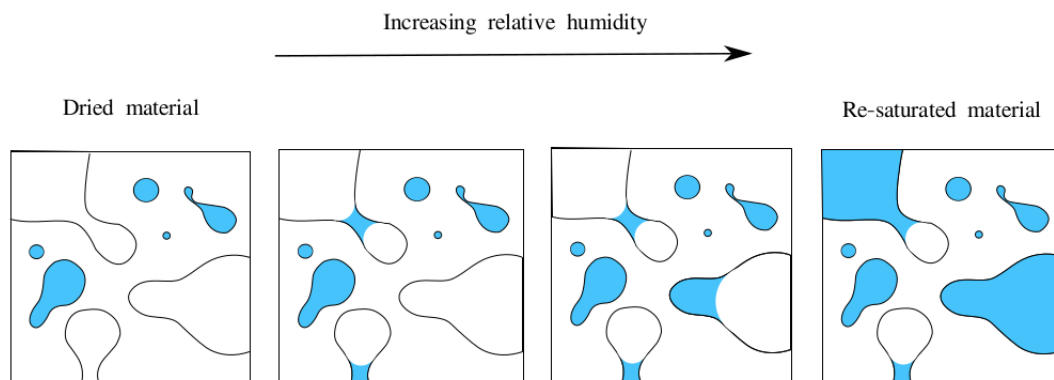 Increasing relative humidity
Dried material
Re-saturated material